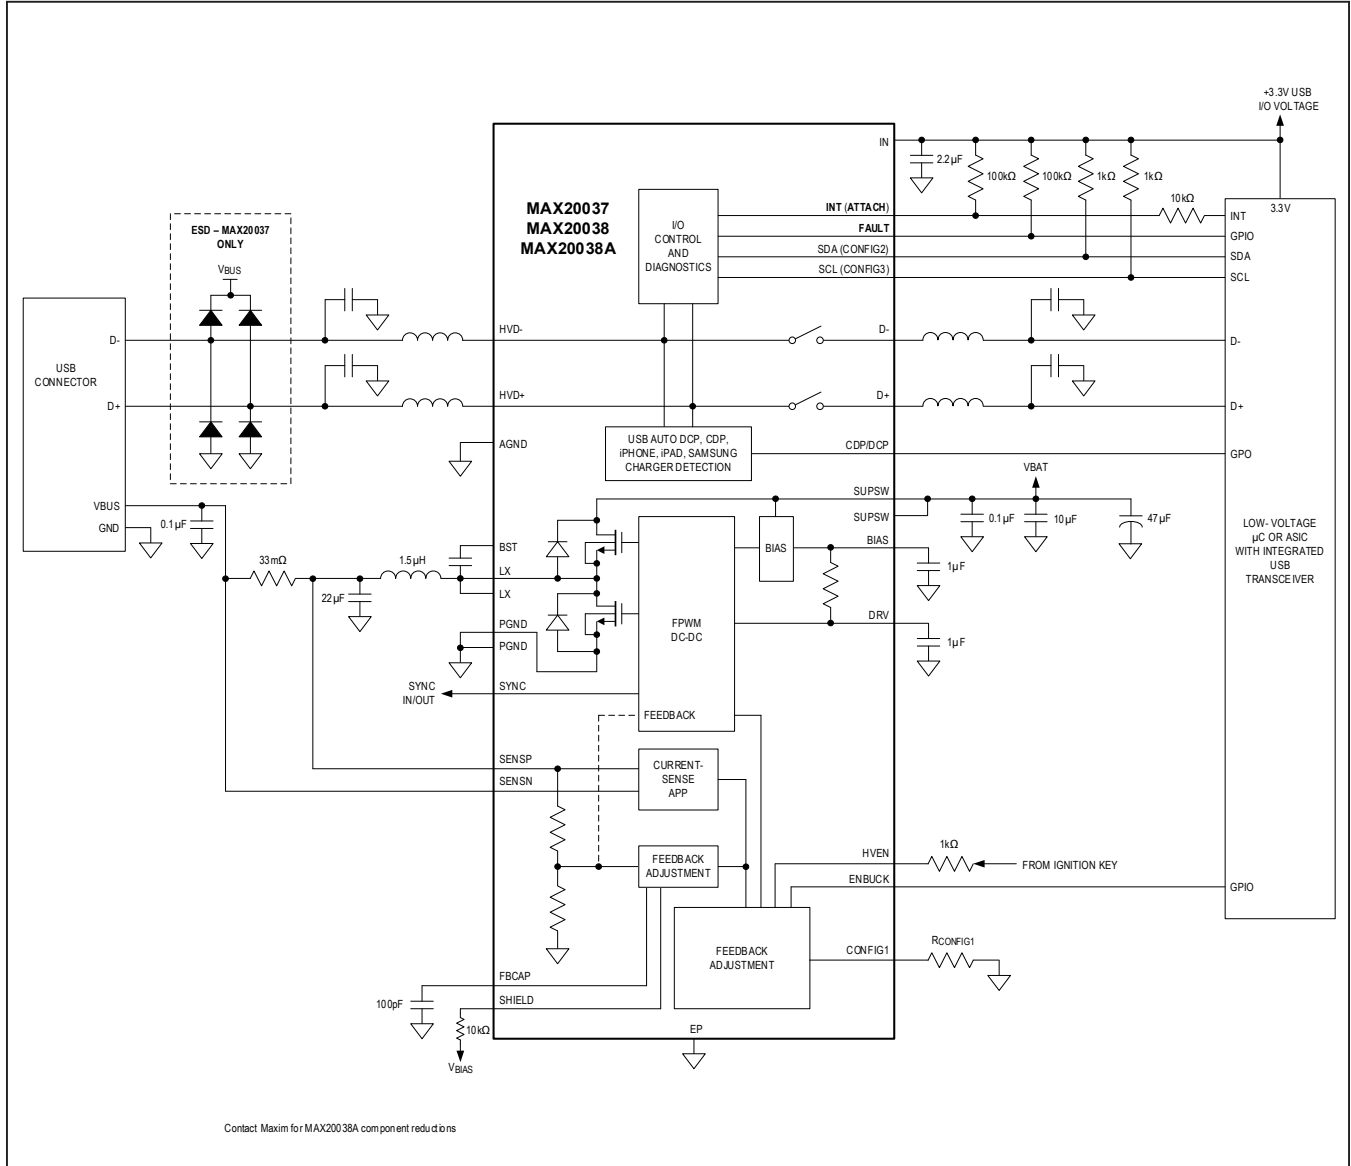 +3.3V USB
I/O VOLTAGE
IN
2.2µF
100kΩ
100kΩ
1kΩ
1kΩ
10kΩ
3.3V
MAX20037
MAX20038
MAX20038A
I/O
CONTROL
AND
DIAGNOSTICS
INT (ATTACH)
FAULT
SDA (CONFIG2)
SCL (CONFIG3)
INT
GPIO
SDA
SCL
ESD – MAX20037
ONLY
VBUS
USB
CONNECTOR
D-
D+
HVD-
HVD+
D-
D+
D-
D+
AGND
USB AUTO DCP, CDP,
iPHONE, iPAD, SAMSUNG
CHARGER DETECTION
CDP/DCP
GPO
VBAT
VBUS
GND
0.1µF
SUPSW
SUPSW
0.1µF
10µF
47µF
LOW- VOLTAGE
µC OR ASIC
WITH INTEGRATED
USB
TRANSCEIVER
33mΩ
22µF
1.5µH
BST
LX
LX
PGND
PGND
BIAS
BIAS
1µF
FPWM
DC-DC
DRV
1µF
SYNC
IN/OUT
SYNC
FEEDBACK
SENSP
SENSN
CURRENT-
SENSE
APP
FEEDBACK
ADJUSTMENT
HVEN
1kΩ
FROM IGNITION KEY
ENBUCK
GPIO
FEEDBACK
ADJUSTMENT
CONFIG1
RCONFIG1
FBCAP
100pF
SHIELD
10kΩ
VBIAS
EP
Contact Maxim for MAX20038A component reductions